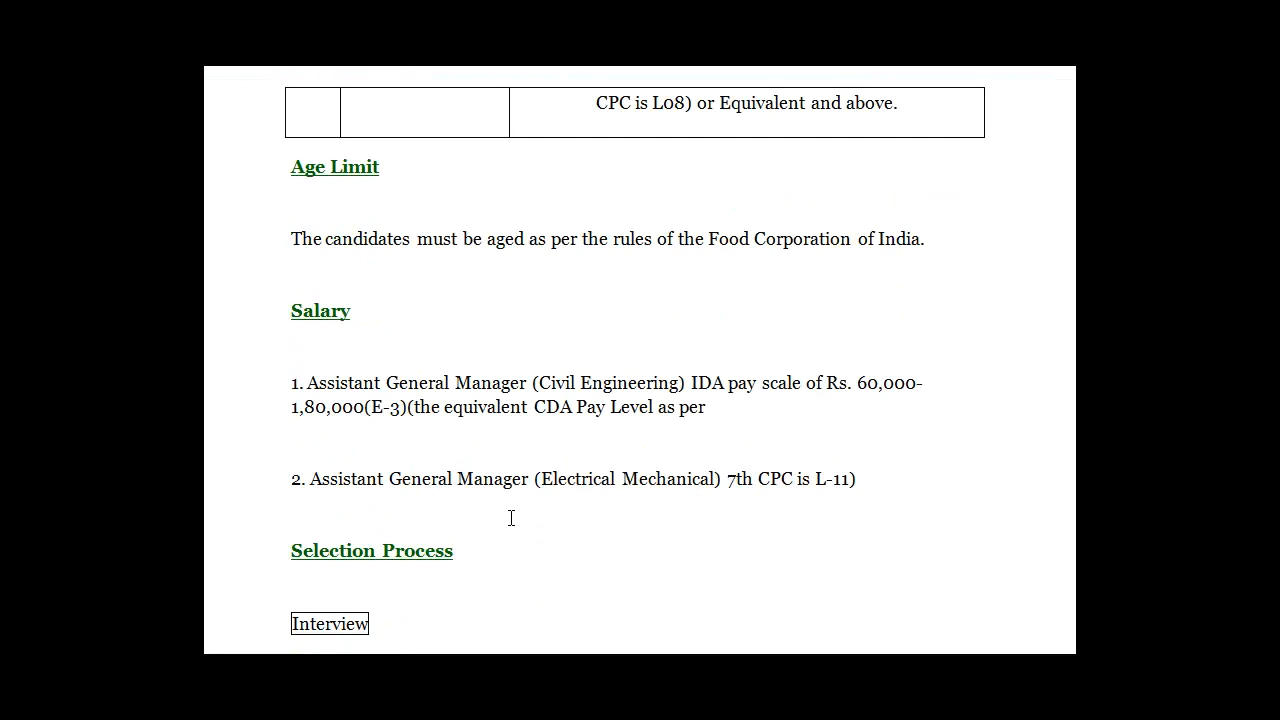 CPC is L08) or Equivalent and above.
Age Limit
The candidates must be aged as per the rules of the Food Corporation of India.
Salary
1. Assistant General Manager (Civil Engineering) IDA pay scale of Rs. 60,000-
1,80,000(E-3)(the equivalent CDA Pay Level as per
2. Assistant General Manager (Electrical Mechanical) 7th CPC is L-11)
Selection Process
Interview